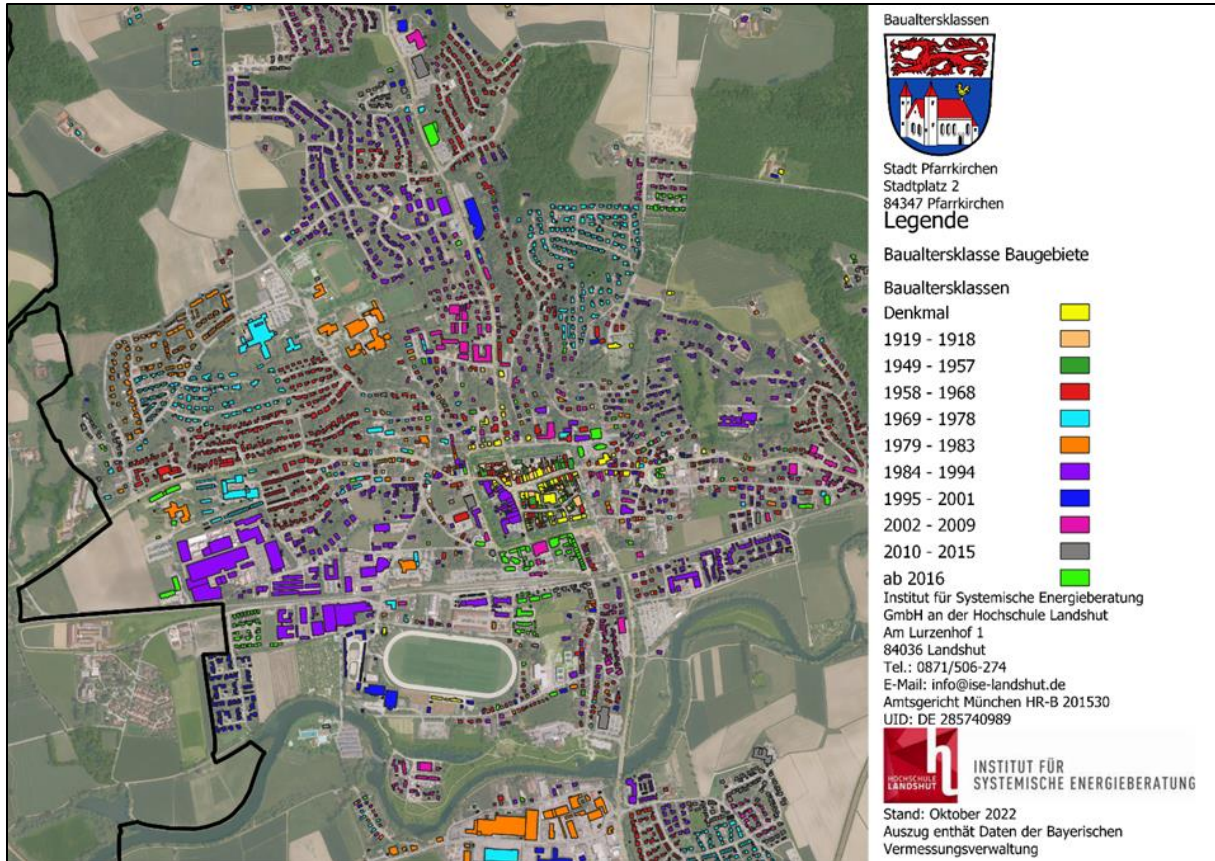 Baualtersklassen
Stadt Pfarrkirchen
Stadtplatz 2
84347 Pfarrkirchen
Legende
Baualtersklasse Baugebiete
Baualtersklassen
Denkmal
1919 - 1918
1949 - 1957
1958 - 1968
1969 - 1978
1979 - 1983
1984 - 1994
1995 - 2001
2002 - 2009
2010 - 2015
ab 2016
Institut für Systemische Energieberatung
GmbH an der Hochschule Landshut
Am Lurzenhof 1
84036 Landshut
Tel.: 0871/506-274
E-Mail: info@ise-landshut.de
Amtsgericht München HR-B 201530
UID: DE 285740989
h
HOCHSCHULE
LANDSHUT
INSTITUT FÜR
SYSTEMISCHE ENERGIEBERATUNG
Stand: Oktober 2022
Auszug enthät Daten der Bayerischen
Vermessungsverwaltung